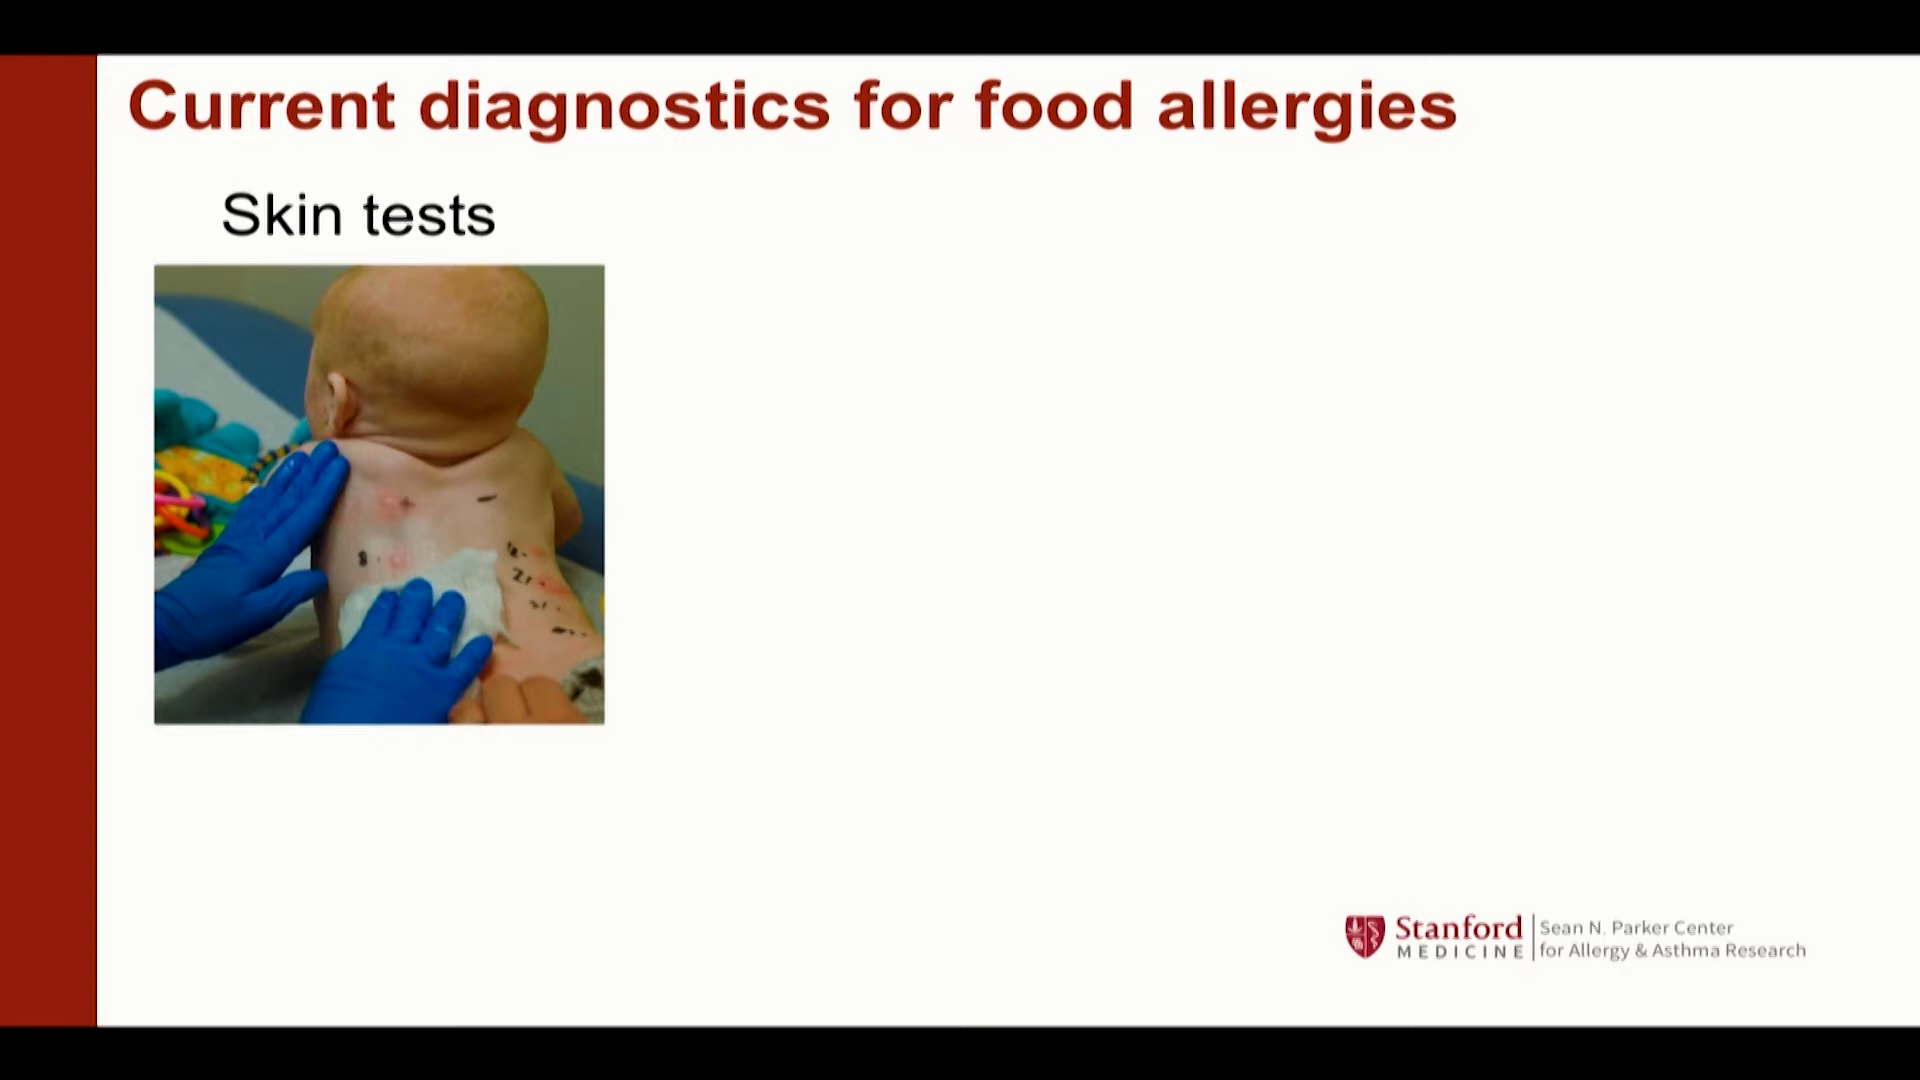 Current diagnostics for food allergies
Skin tests
Stanford
MEDICINE
Sean N. Parker Center
for Allergy & Asthma Research